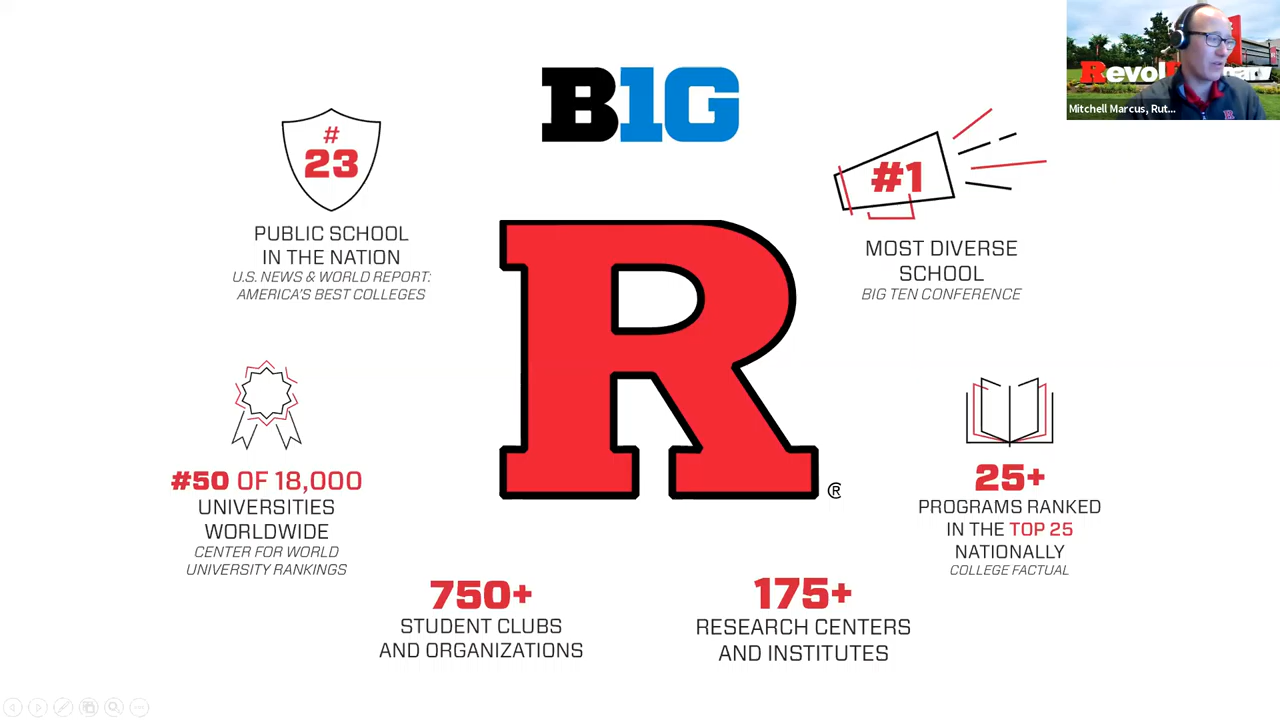 B1G
#
23
PUBLIC SCHOOL
IN THE NATION
U.S. NEWS & WORLD REPORT:
AMERICA'S BEST COLLEGES
#1
MOST DIVERSE
SCHOOL
BIG TEN CONFERENCE
R
®
#50 OF 18,000
UNIVERSITIES
WORLDWIDE
CENTER FOR WORLD
UNIVERSITY RANKINGS
25+
PROGRAMS RANKED
IN THE TOP 25
NATIONALLY
COLLEGE FACTUAL
750+
STUDENT CLUBS
AND ORGANIZATIONS
175+
RESEARCH CENTERS
AND INSTITUTES
Mitchell Marcus, Rut...
R